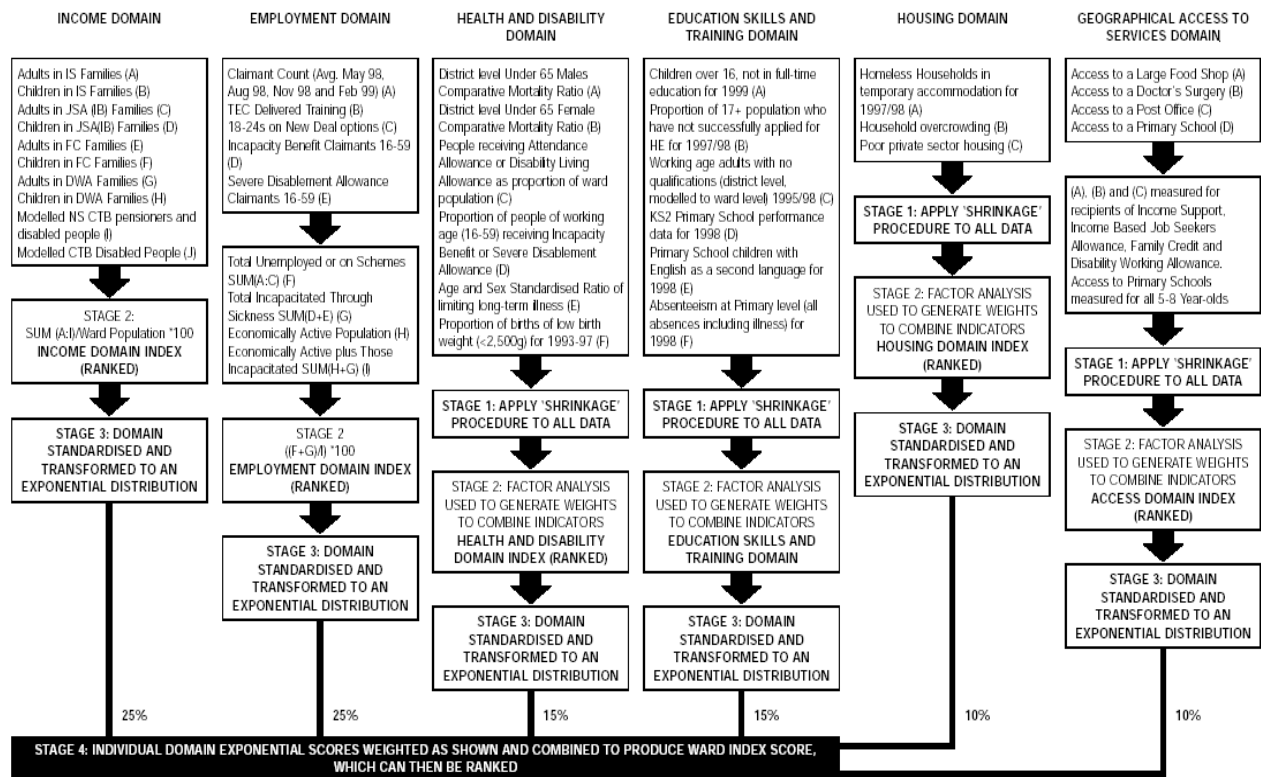 INCOME DOMAIN
Adults in IS Families (A)
Children in IS Families (B)
Adults in JSA (IB) Families (C)
Children in JSA(IB) Families (D)
Adults in FC Families (E)
Children in FC Families (F)
Adults in DWA Families (G)
Children in DWA Families (H)
Modelled NS CTB pensioners and
disabled people (I)
Modelled CTB Disabled People (J)
STAGE 2:
SUM (A:I)/Ward Population *100
INCOME DOMAIN INDEX
(RANKED)
STAGE 3: DOMAIN
STANDARDISED AND
TRANSFORMED TO AN
EXPONENTIAL DISTRIBUTION
25%
EMPLOYMENT DOMAIN
Claimant Count (Avg. May 98,
Aug 98, Nov 98 and Feb 99) (A)
TEC Delivered Training (B)
18-24s on New Deal options (C)
Incapacity Benefit Claimants 16-59
(D)
Severe Disablement Allowance
Claimants 16-59 (E)
Total Unemployed or on Schemes
SUM(A:C) (F)
Total Incapacitated Through
Sickness SUM(D+E) (G)
Economically Active Population (H)
Economically Active plus Those
Incapacitated SUM(H+G) (I)
STAGE 2
((F+G)/I) *100
EMPLOYMENT DOMAIN INDEX
(RANKED)
STAGE 3: DOMAIN
STANDARDISED AND
TRANSFORMED TO AN
EXPONENTIAL DISTRIBUTION
25%
HEALTH AND DISABILITY
DOMAIN
District level Under 65 Males
Comparative Mortality Ratio (A)
District level Under 65 Female
Comparative Mortality Ratio (B)
People receiving Attendance
Allowance or Disability Living
Allowance as proportion of ward
population (C)
Proportion of people of working
age (16-59) receiving Incapacity
Benefit or Severe Disablement
Allowance (D)
Age and Sex Standardised Ratio of
limiting long-term illness (E)
Proportion of births of low birth
weight (<2,500g) for 1993-97 (F)
STAGE 1: APPLY 'SHRINKAGE'
PROCEDURE TO ALL DATA
STAGE 2: FACTOR ANALYSIS
USED TO GENERATE WEIGHTS
TO COMBINE INDICATORS
HEALTH AND DISABILITY
DOMAIN INDEX (RANKED)
STAGE 3: DOMAIN
STANDARDISED AND
TRANSFORMED TO AN
EXPONENTIAL DISTRIBUTION
15%
EDUCATION SKILLS AND
TRAINING DOMAIN
Children over 16, not in full-time
education for 1999 (A)
Proportion of 17+ population who
have not successfully applied for
HE for 1997/98 (B)
Working age adults with no
qualifications (district level,
modelled to ward level) 1995/98 (C)
KS2 Primary School performance
data for 1998 (D)
Primary School children with
English as a second language for
1998 (E)
Absenteeism at Primary level (all
absences including illness) for
1998 (F)
STAGE 1: APPLY 'SHRINKAGE'
PROCEDURE TO ALL DATA
STAGE 2: FACTOR ANALYSIS
USED TO GENERATE WEIGHTS
TO COMBINE INDICATORS
EDUCATION SKILLS AND
TRAINING DOMAIN
STAGE 3: DOMAIN
STANDARDISED AND
TRANSFORMED TO AN
EXPONENTIAL DISTRIBUTION
15%
HOUSING DOMAIN
Homeless Households in
temporary accommodation for
1997/98 (A)
Household overcrowding (B)
Poor private sector housing (C)
STAGE 1: APPLY 'SHRINKAGE'
PROCEDURE TO ALL DATA
STAGE 2: FACTOR ANALYSIS
USED TO GENERATE WEIGHTS
TO COMBINE INDICATORS
HOUSING DOMAIN INDEX
(RANKED)
STAGE 3: DOMAIN
STANDARDISED AND
TRANSFORMED TO AN
EXPONENTIAL DISTRIBUTION
10%
GEOGRAPHICAL ACCESS TO
SERVICES DOMAIN
Access to a Large Food Shop (A)
Access to a Doctor's Surgery (B)
Access to a Post Office (C)
Access to a Primary School (D)
(A), (B) and (C) measured for
recipients of Income Support,
Income Based Job Seekers
Allowance, Family Credit and
Disability Working Allowance.
Access to Primary Schools
measured for all 5-8 Year-olds
STAGE 1: APPLY 'SHRINKAGE'
PROCEDURE TO ALL DATA
STAGE 2: FACTOR ANALYSIS
USED TO GENERATE WEIGHTS
TO COMBINE INDICATORS
ACCESS DOMAIN INDEX
(RANKED)
STAGE 3: DOMAIN
STANDARDISED AND
TRANSFORMED TO AN
EXPONENTIAL DISTRIBUTION
10%
STAGE 4: INDIVIDUAL DOMAIN EXPONENTIAL SCORES WEIGHTED AS SHOWN AND COMBINED TO PRODUCE WARD INDEX SCORE,
WHICH CAN THEN BE RANKED